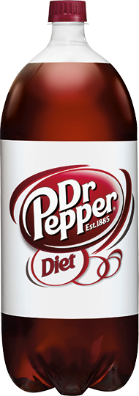 Dr
Pepper
EST. 1885
Diet